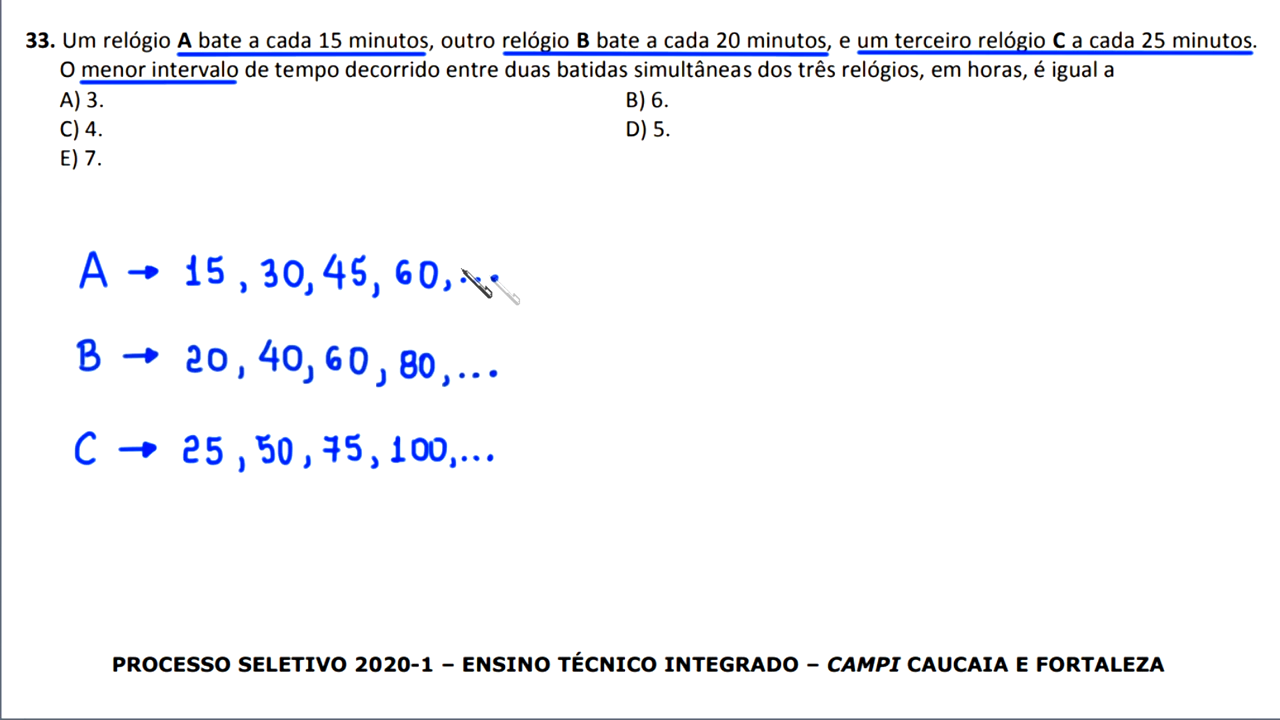 33. Um relógio A bate a cada 15 minutos, outro relógio B bate a cada 20 minutos, e um terceiro relógio C a cada 25 minutos.
O menor intervalo de tempo decorrido entre duas batidas simultâneas dos três relógios, em horas, é igual a
A) 3. B) 6.
C) 4. D) 5.
E) 7.
A → 15, 30, 45, 60, ...
B → 20, 40, 60, 80, ...
C → 25, 50, 75, 100, ...
PROCESSO SELETIVO 2020-1 – ENSINO TÉCNICO INTEGRADO – CAMPI CAUCAIA E FORTALEZA